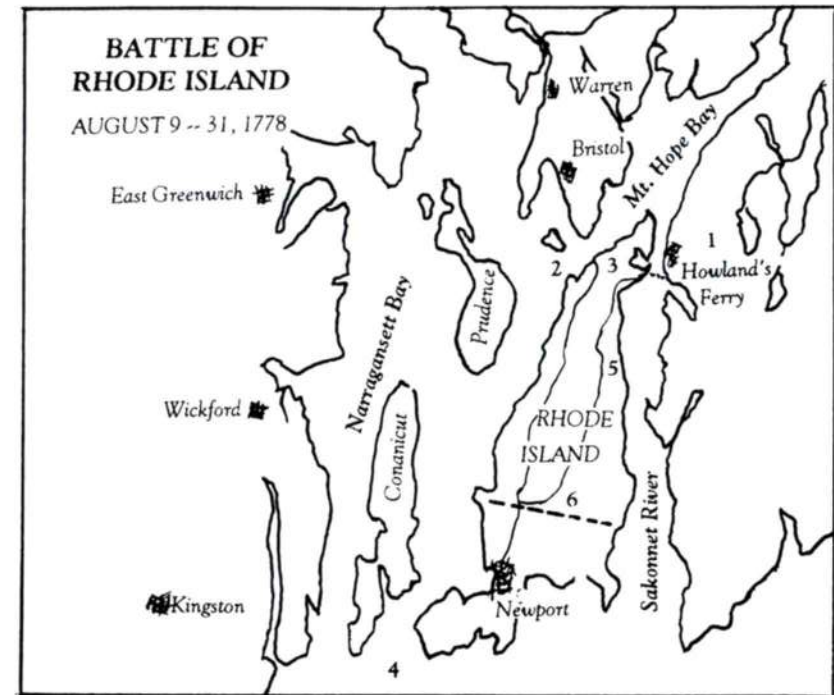 BATTLE OF
RHODE ISLAND
AUGUST 9 -- 31, 1778
Warren
Bristol
Mt. Hope Bay
East Greenwich
1
2
3
Howland's
Ferry
Prudence
Narragansett Bay
5
Wickford
Conanicut
RHODE
ISLAND
6
Sakonnet River
Kingston
Newport
4